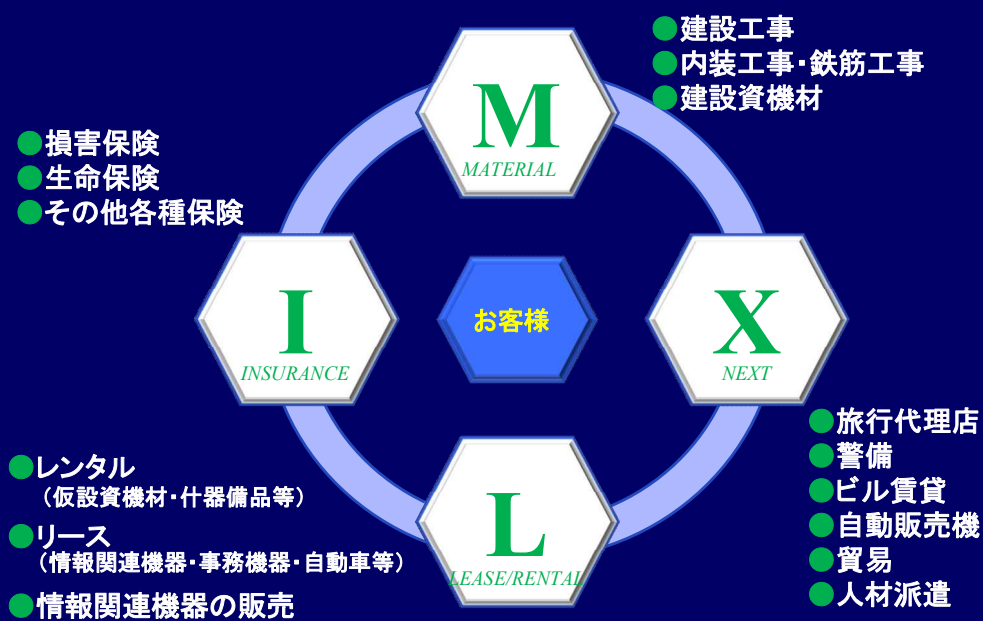 ●建設工事
●内装工事・鉄筋工事
●建設資機材
M
MATERIAL
●損害保険
●生命保険
●その他各種保険
I
INSURANCE
お客様
X
NEXT
●旅行代理店
●警備
●ビル賃貸
●自動販売機
●貿易
●人材派遣
L
LEASE/RENTAL
●レンタル
（仮設資機材・什器備品等）
●リース
（情報関連機器・事務機器・自動車等）
●情報関連機器の販売